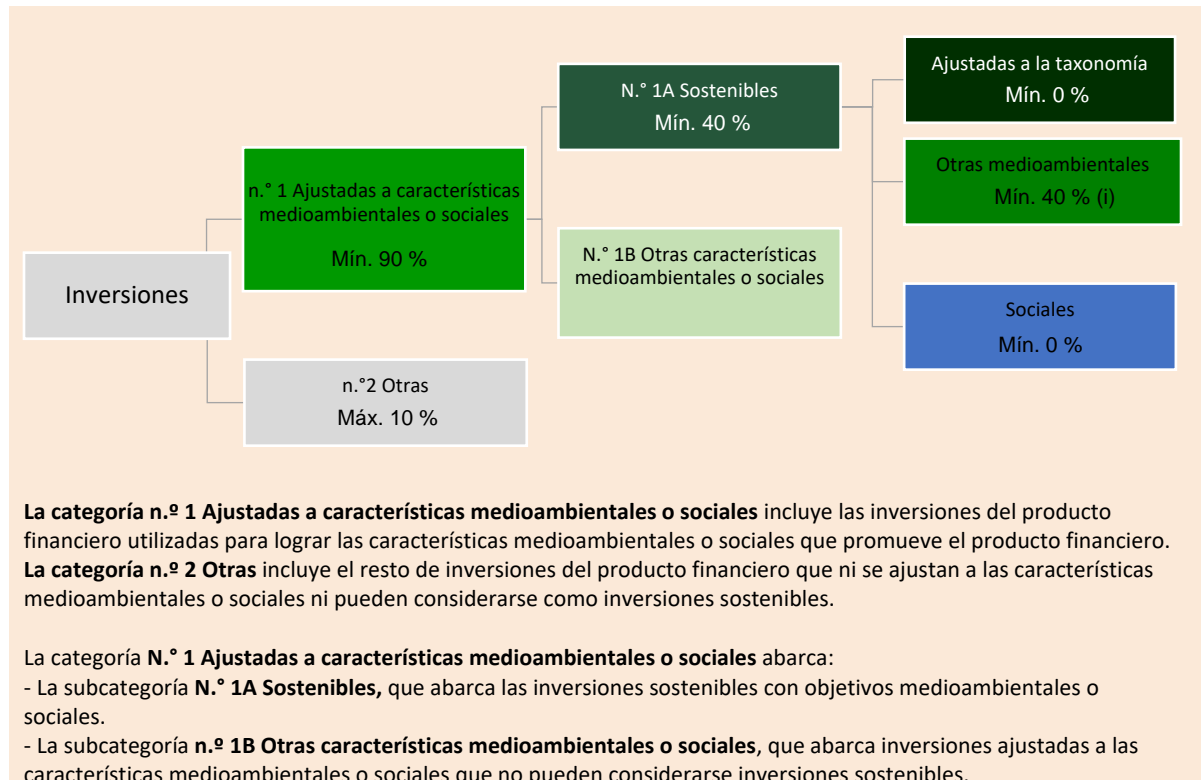 Inversiones
n.° 1 Ajustadas a características
medioambientales o sociales
Mín. 90 %
n.°2 Otras
Máx. 10 %
N.° 1A Sostenibles
Mín. 40 %
N.° 1B Otras características
medioambientales o sociales
Ajustadas a la taxonomía
Mín. 0 %
Otras medioambientales
Mín. 40 % (i)
Sociales
Mín. 0 %
La categoría n.º 1 Ajustadas a características medioambientales o sociales incluye las inversiones del producto
financiero utilizadas para lograr las características medioambientales o sociales que promueve el producto financiero.
La categoría n.º 2 Otras incluye el resto de inversiones del producto financiero que ni se ajustan a las características
medioambientales o sociales ni pueden considerarse como inversiones sostenibles.
La categoría N.° 1 Ajustadas a características medioambientales o sociales abarca:
- La subcategoría N.° 1A Sostenibles, que abarca las inversiones sostenibles con objetivos medioambientales o
sociales.
- La subcategoría n.º 1B Otras características medioambientales o sociales, que abarca inversiones ajustadas a las
características medioambientales o sociales que no pueden considerarse inversiones sostenibles.